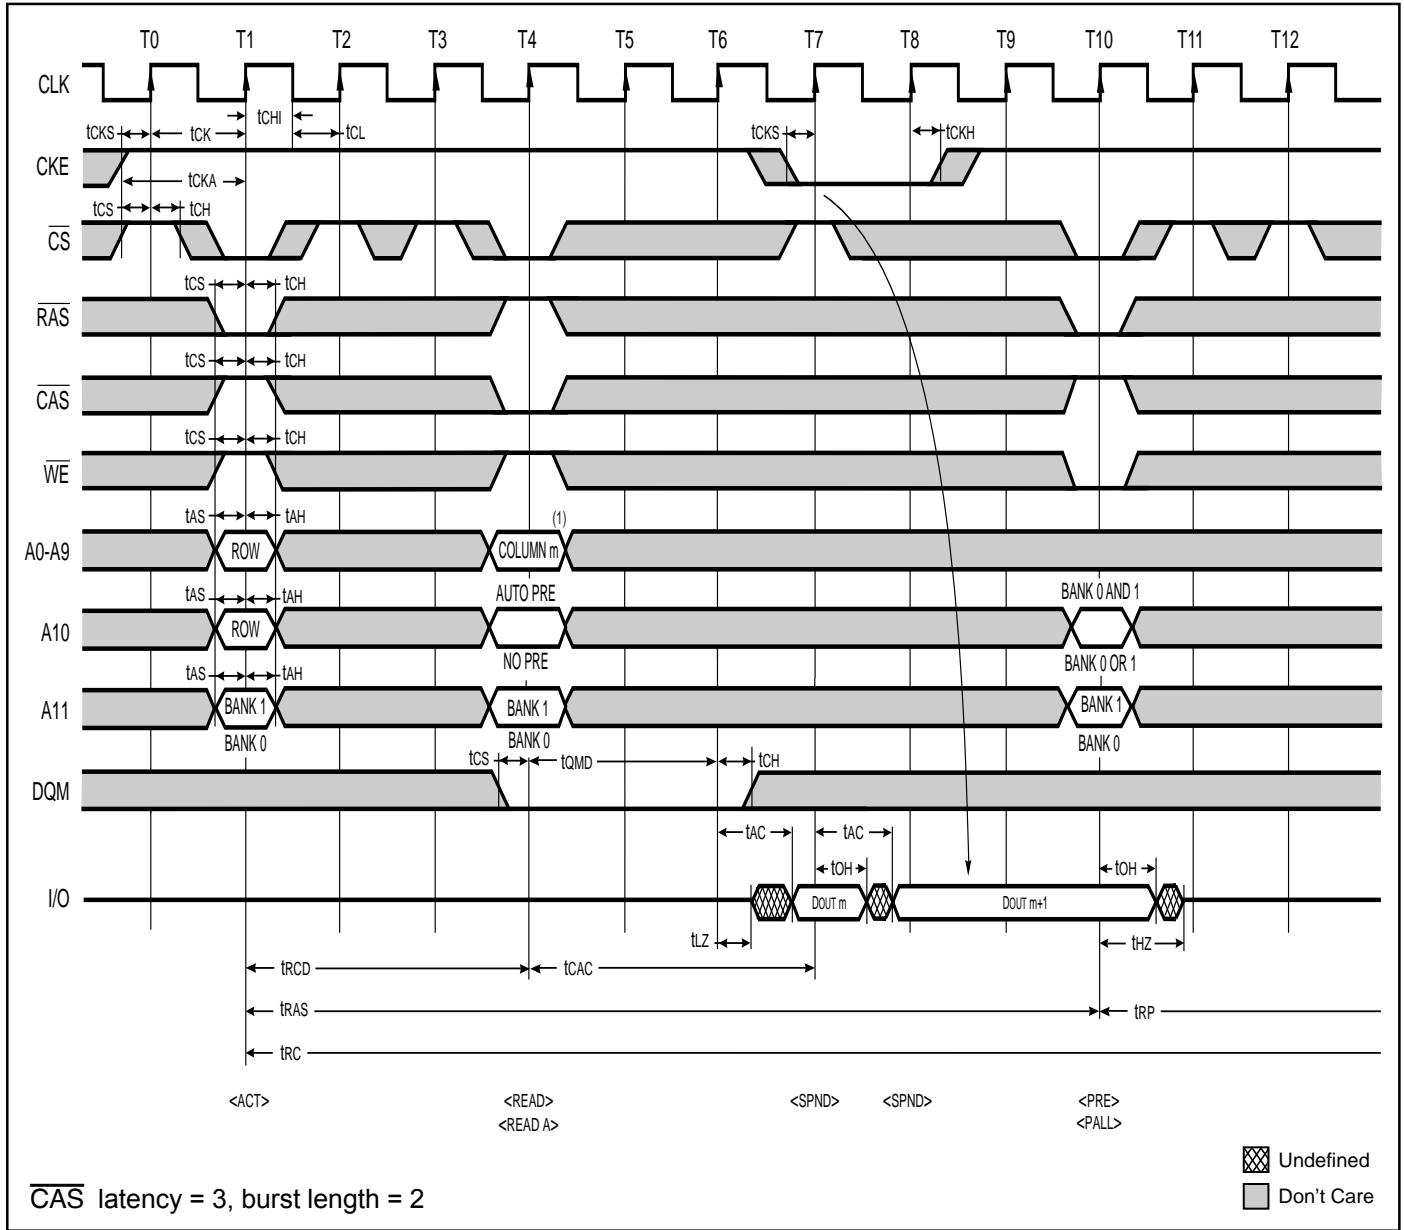 T0 T1 T2 T3 T4 T5 T6 T7 T8 T9 T10 T11 T12
CLK
tCHI
tCKS tCK tCL tCKS tCKH
CKE
tCKA
tCS tCH
CS
tCS tCH
RAS
tCS tCH
CAS
tCS tCH
WE
tAS tAH (1)
A0-A9 ROW COLUMN m
tAS tAH AUTO PRE BANK 0 AND 1
A10 ROW
NO PRE BANK 0 OR 1
tAS tAH
A11 BANK 1 BANK 1 BANK 1
BANK 0 BANK 0 BANK 0
tCS tQMD tCH
DQM
tAC tAC
tOH tOH
I/O DOUT m DOUT m+1
tLZ tHZ
tRCD tCAC
tRAS tRP
tRC
<ACT> <READ> <SPND> <SPND> <PRE>
<READ A> <PALL>
Undefined
CAS latency = 3, burst length = 2 Don't Care